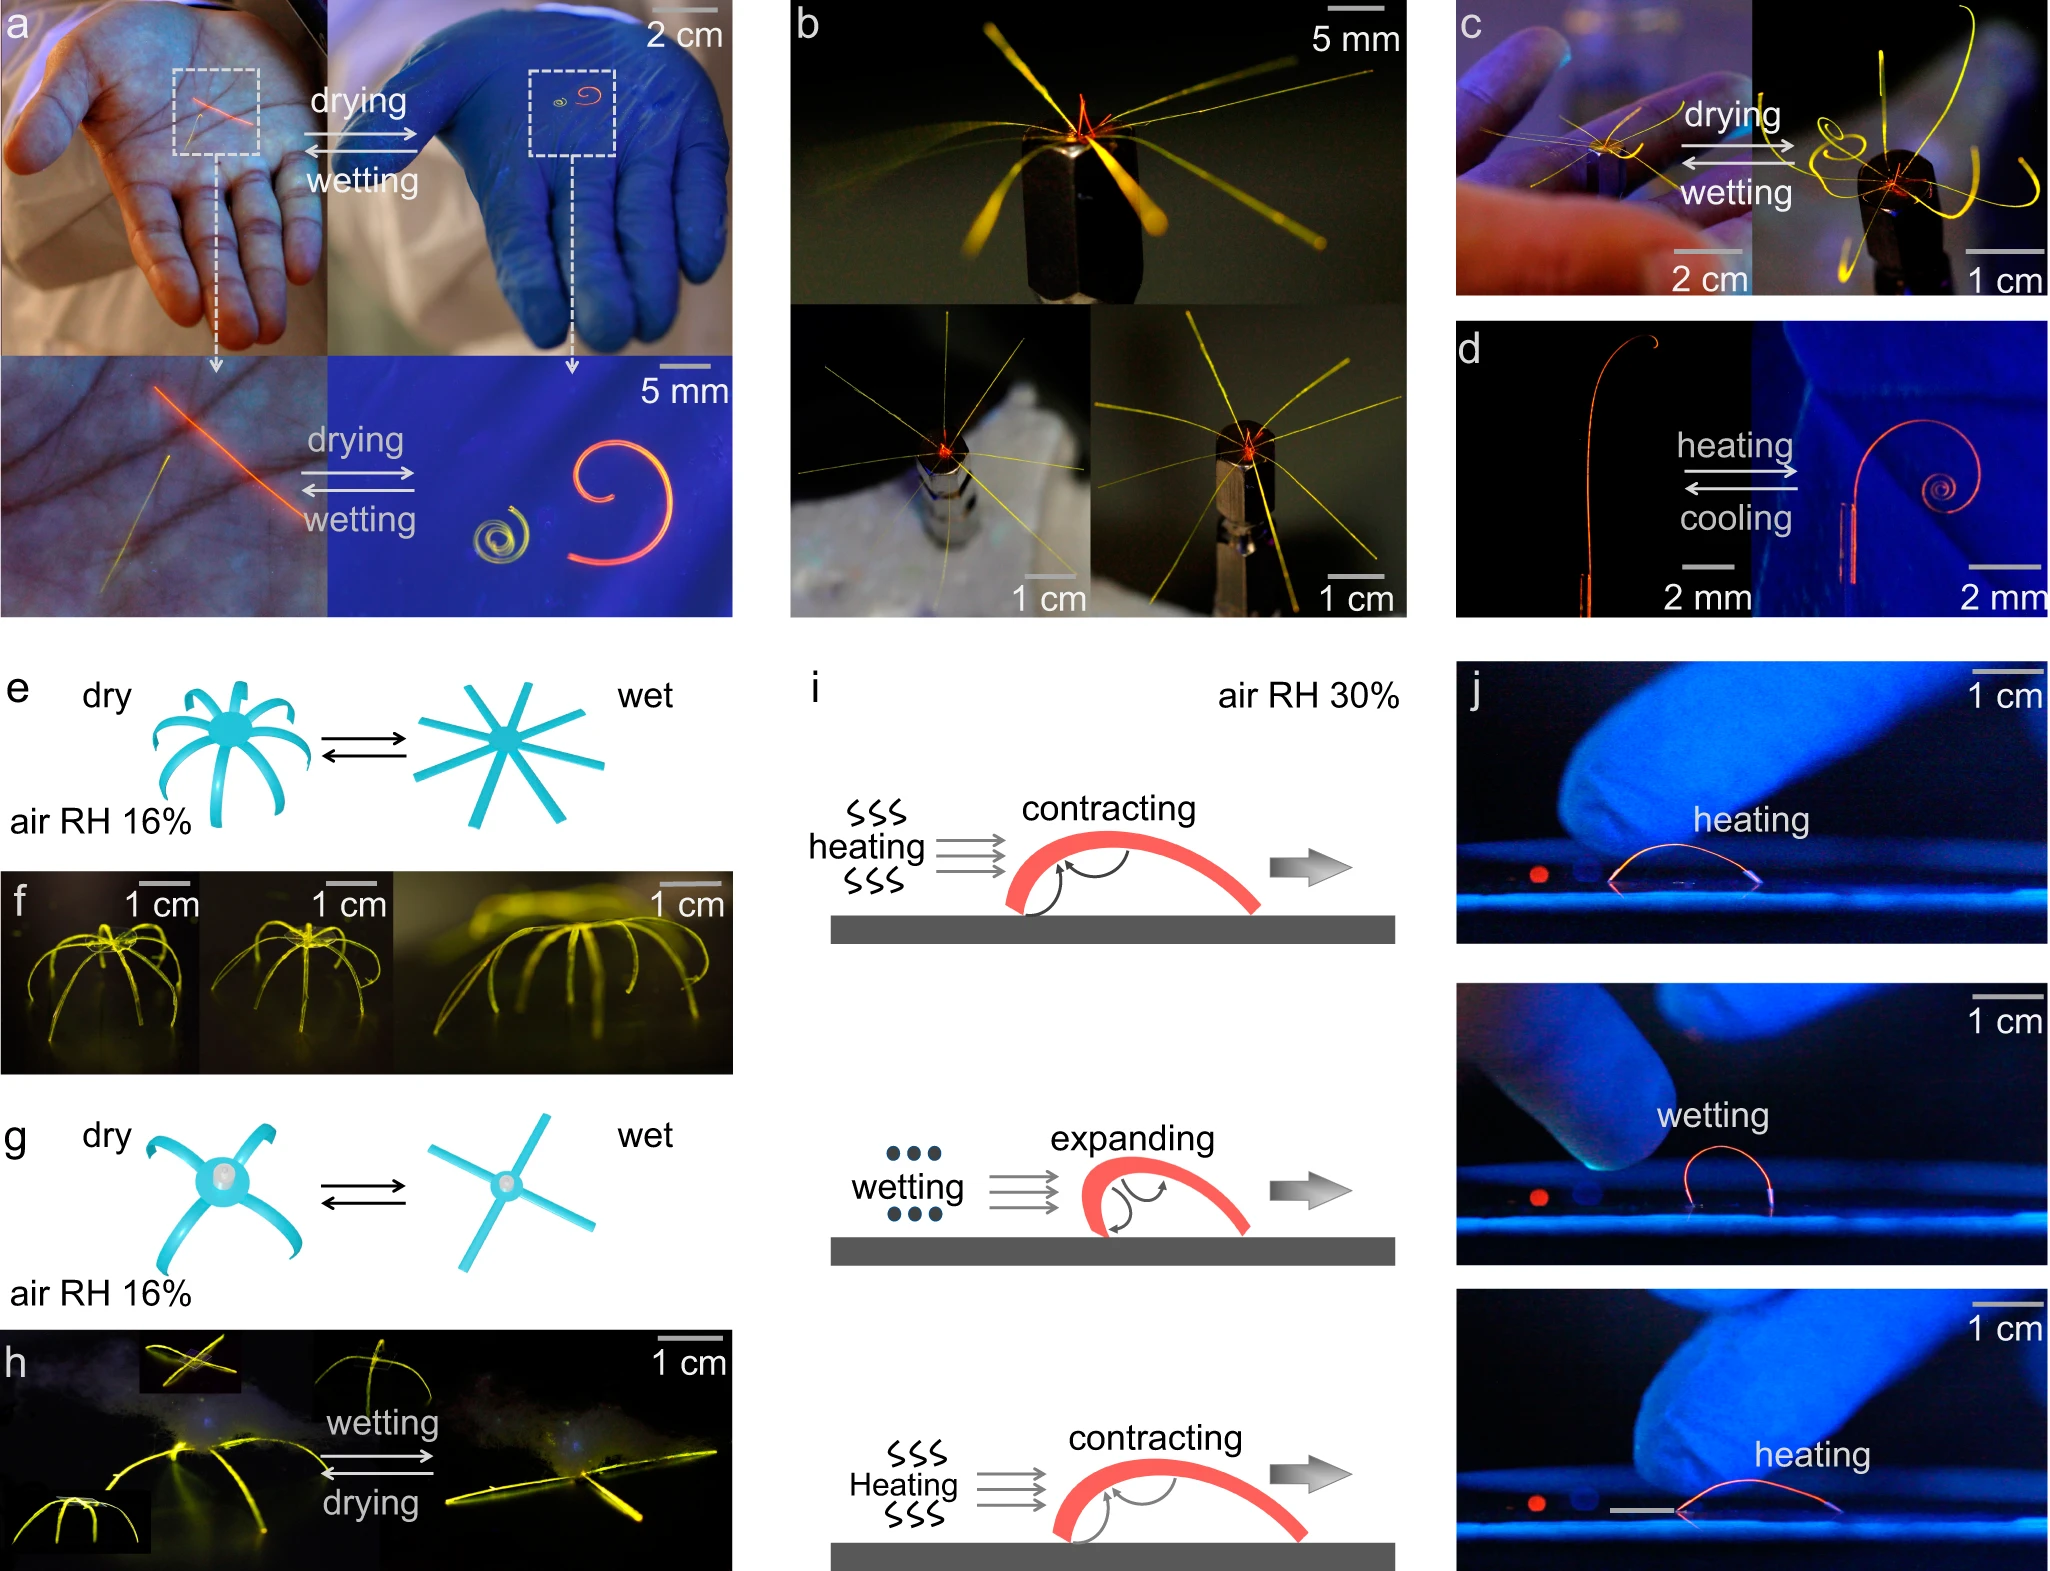 a
2 cm
drying
wetting
5 mm
drying
wetting
b
5 mm
1 cm
1 cm
c
drying
wetting
2 cm
1 cm
d
heating
cooling
2 mm
2 mm
e
dry
wet
air RH 16%
f
1 cm
1 cm
1 cm
g
dry
wet
air RH 16%
h
1 cm
wetting
drying
i
air RH 30%
contracting
heating
expanding
wetting
contracting
Heating
j
1 cm
heating
1 cm
wetting
1 cm
heating